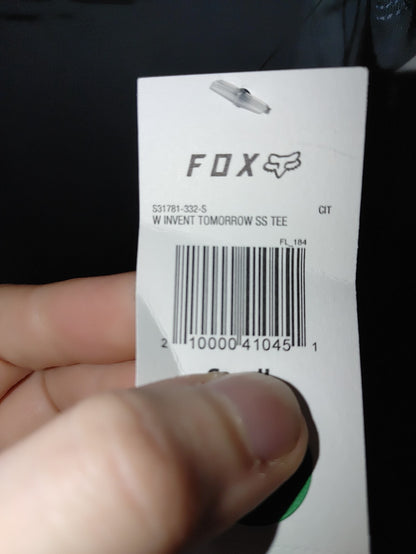 FOX
S31781-332-S CIT
W INVENT TOMORROW SS TEE
FL_184
2 10000 41045 1